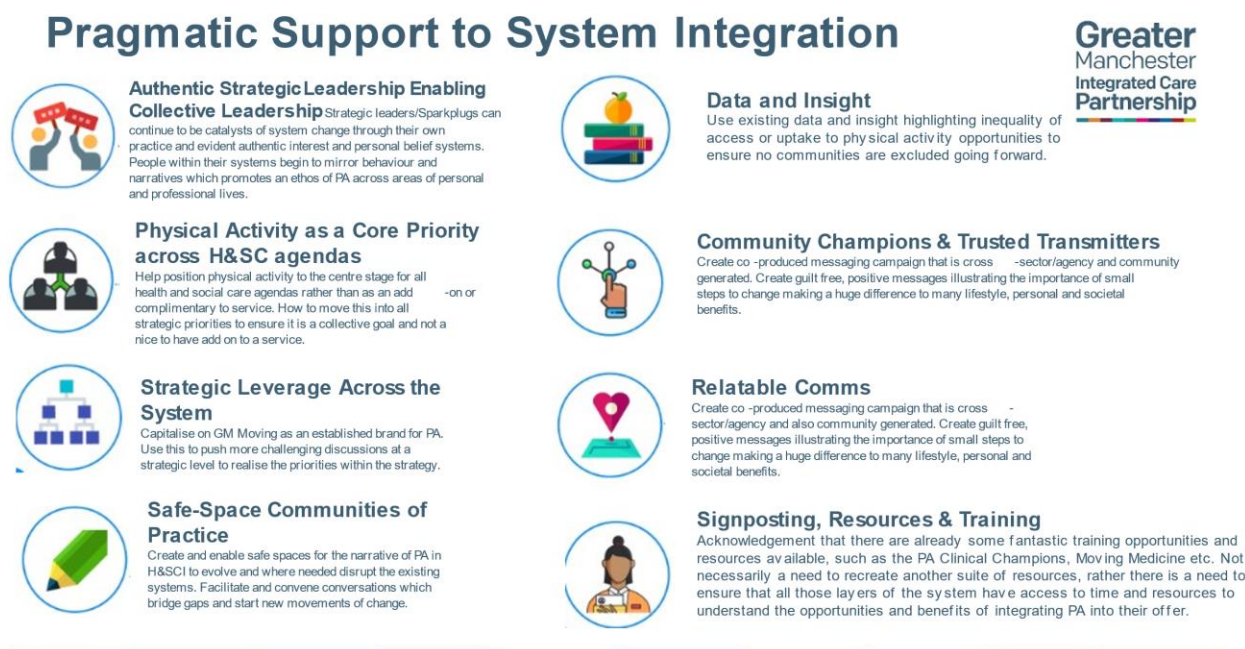 Pragmatic Support to System Integration
Greater
Manchester
Integrated Care
Partnership
Authentic Strategic Leadership Enabling
Collective Leadership Strategic leaders/Sparkplugs can
continue to be catalysts of system change through their own
practice and evident authentic interest and personal belief systems.
People within their systems begin to mirror behaviour and
narratives which promotes an ethos of PA across areas of personal
and professional lives.
Physical Activity as a Core Priority
across H&SC agendas
Help position physical activity to the centre stage for all
health and social care agendas rather than as an add -on or
complimentary to service. How to move this into all
strategic priorities to ensure it is a collective goal and not a
nice to have add on to a service.
Strategic Leverage Across the
System
Capitalise on GM Moving as an established brand for PA.
Use this to push more challenging discussions at a
strategic level to realise the priorities within the strategy.
Safe-Space Communities of
Practice
Create and enable safe spaces for the narrative of PA in
H&SCI to evolve and where needed disrupt the existing
systems. Facilitate and convene conversations which
bridge gaps and start new movements of change.
Data and Insight
Use existing data and insight highlighting inequality of
access or uptake to physical activity opportunities to
ensure no communities are excluded going forward.
Community Champions & Trusted Transmitters
Create co -produced messaging campaign that is cross -sector/agency and community
generated. Create guilt free, positive messages illustrating the importance of small
steps to change making a huge difference to many lifestyle, personal and societal
benefits.
Relatable Comms
Create co -produced messaging campaign that is cross -
sector/agency and also community generated. Create guilt free,
positive messages illustrating the importance of small steps to
change making a huge difference to many lifestyle, personal and
societal benefits.
Signposting, Resources & Training
Acknowledgement that there are already some fantastic training opportunities and
resources available, such as the PA Clinical Champions, Moving Medicine etc. Not
necessarily a need to recreate another suite of resources, rather there is a need to
ensure that all those layers of the system have access to time and resources to
understand the opportunities and benefits of integrating PA into their offer.